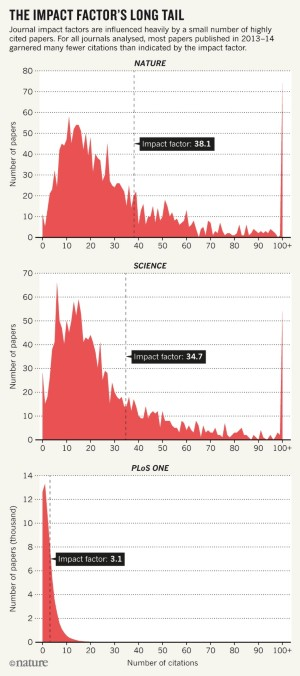 THE IMPACT FACTOR'S LONG TAIL
Journal impact factors are influenced heavily by a small number of highly
cited papers. For all journals analysed, most papers published in 2013–14
garnered many fewer citations than indicated by the impact factor.
NATURE
80
70
60
50
40
30
20
10
0
Number of papers
Impact factor: 38.1
0 10 20 30 40 50 60 70 80 90 100+
SCIENCE
70
60
50
40
30
20
10
0
Number of papers
Impact factor: 34.7
0 10 20 30 40 50 60 70 80 90 100+
PLoS ONE
14
12
10
8
6
4
2
0
Number of papers (thousand)
Impact factor: 3.1
0 10 20 30 40 50 60 70 80 90 100+
Number of citations
©nature